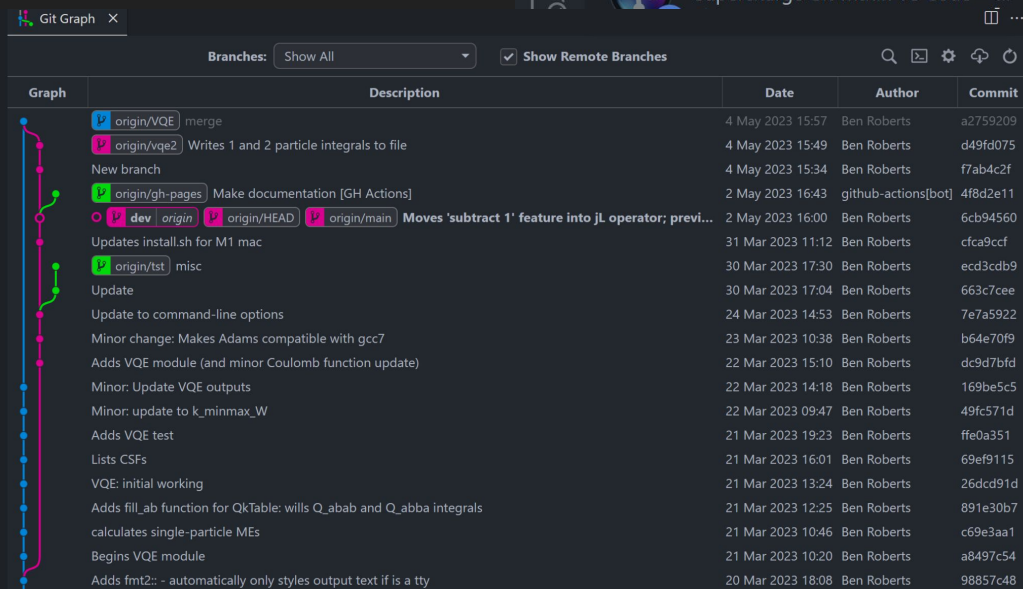 Git Graph
Branches: Show All Show Remote Branches
Graph Description Date Author Commit
origin/VQE merge 4 May 2023 15:57 Ben Roberts a2759209
origin/vqe2 Writes 1 and 2 particle integrals to file 4 May 2023 15:49 Ben Roberts d49fd075
New branch 4 May 2023 15:34 Ben Roberts f7ab4c2f
origin/gh-pages Make documentation [GH Actions] 2 May 2023 16:43 github-actions[bot] 4f8d2e11
dev origin origin/HEAD origin/main Moves 'subtract 1' feature into jL operator; previ... 2 May 2023 16:00 Ben Roberts 6cb94560
Updates install.sh for M1 mac 31 Mar 2023 11:12 Ben Roberts cfca9ccf
origin/tst misc 30 Mar 2023 17:30 Ben Roberts ecd3cdb9
Update 30 Mar 2023 17:04 Ben Roberts 663c7cee
Update to command-line options 24 Mar 2023 14:53 Ben Roberts 7e7a5922
Minor change: Makes Adams compatible with gcc7 23 Mar 2023 10:38 Ben Roberts b64e70f9
Adds VQE module (and minor Coulomb function update) 22 Mar 2023 15:10 Ben Roberts dc9d7bfd
Minor: Update VQE outputs 22 Mar 2023 14:18 Ben Roberts 169be5c5
Minor: update to k_minmax_W 22 Mar 2023 09:47 Ben Roberts 49fc571d
Adds VQE test 21 Mar 2023 19:23 Ben Roberts ffe0a351
Lists CSFs 21 Mar 2023 16:01 Ben Roberts 69ef9115
VQE: initial working 21 Mar 2023 13:24 Ben Roberts 26dcd91d
Adds fill_ab function for QkTable: wills Q_abab and Q_abba integrals 21 Mar 2023 12:25 Ben Roberts 891e30b7
calculates single-particle MEs 21 Mar 2023 10:46 Ben Roberts c69e3aa1
Begins VQE module 21 Mar 2023 10:20 Ben Roberts a8497c54
Adds fmt2:: - automatically only styles output text if is a tty 20 Mar 2023 18:08 Ben Roberts 98857c48